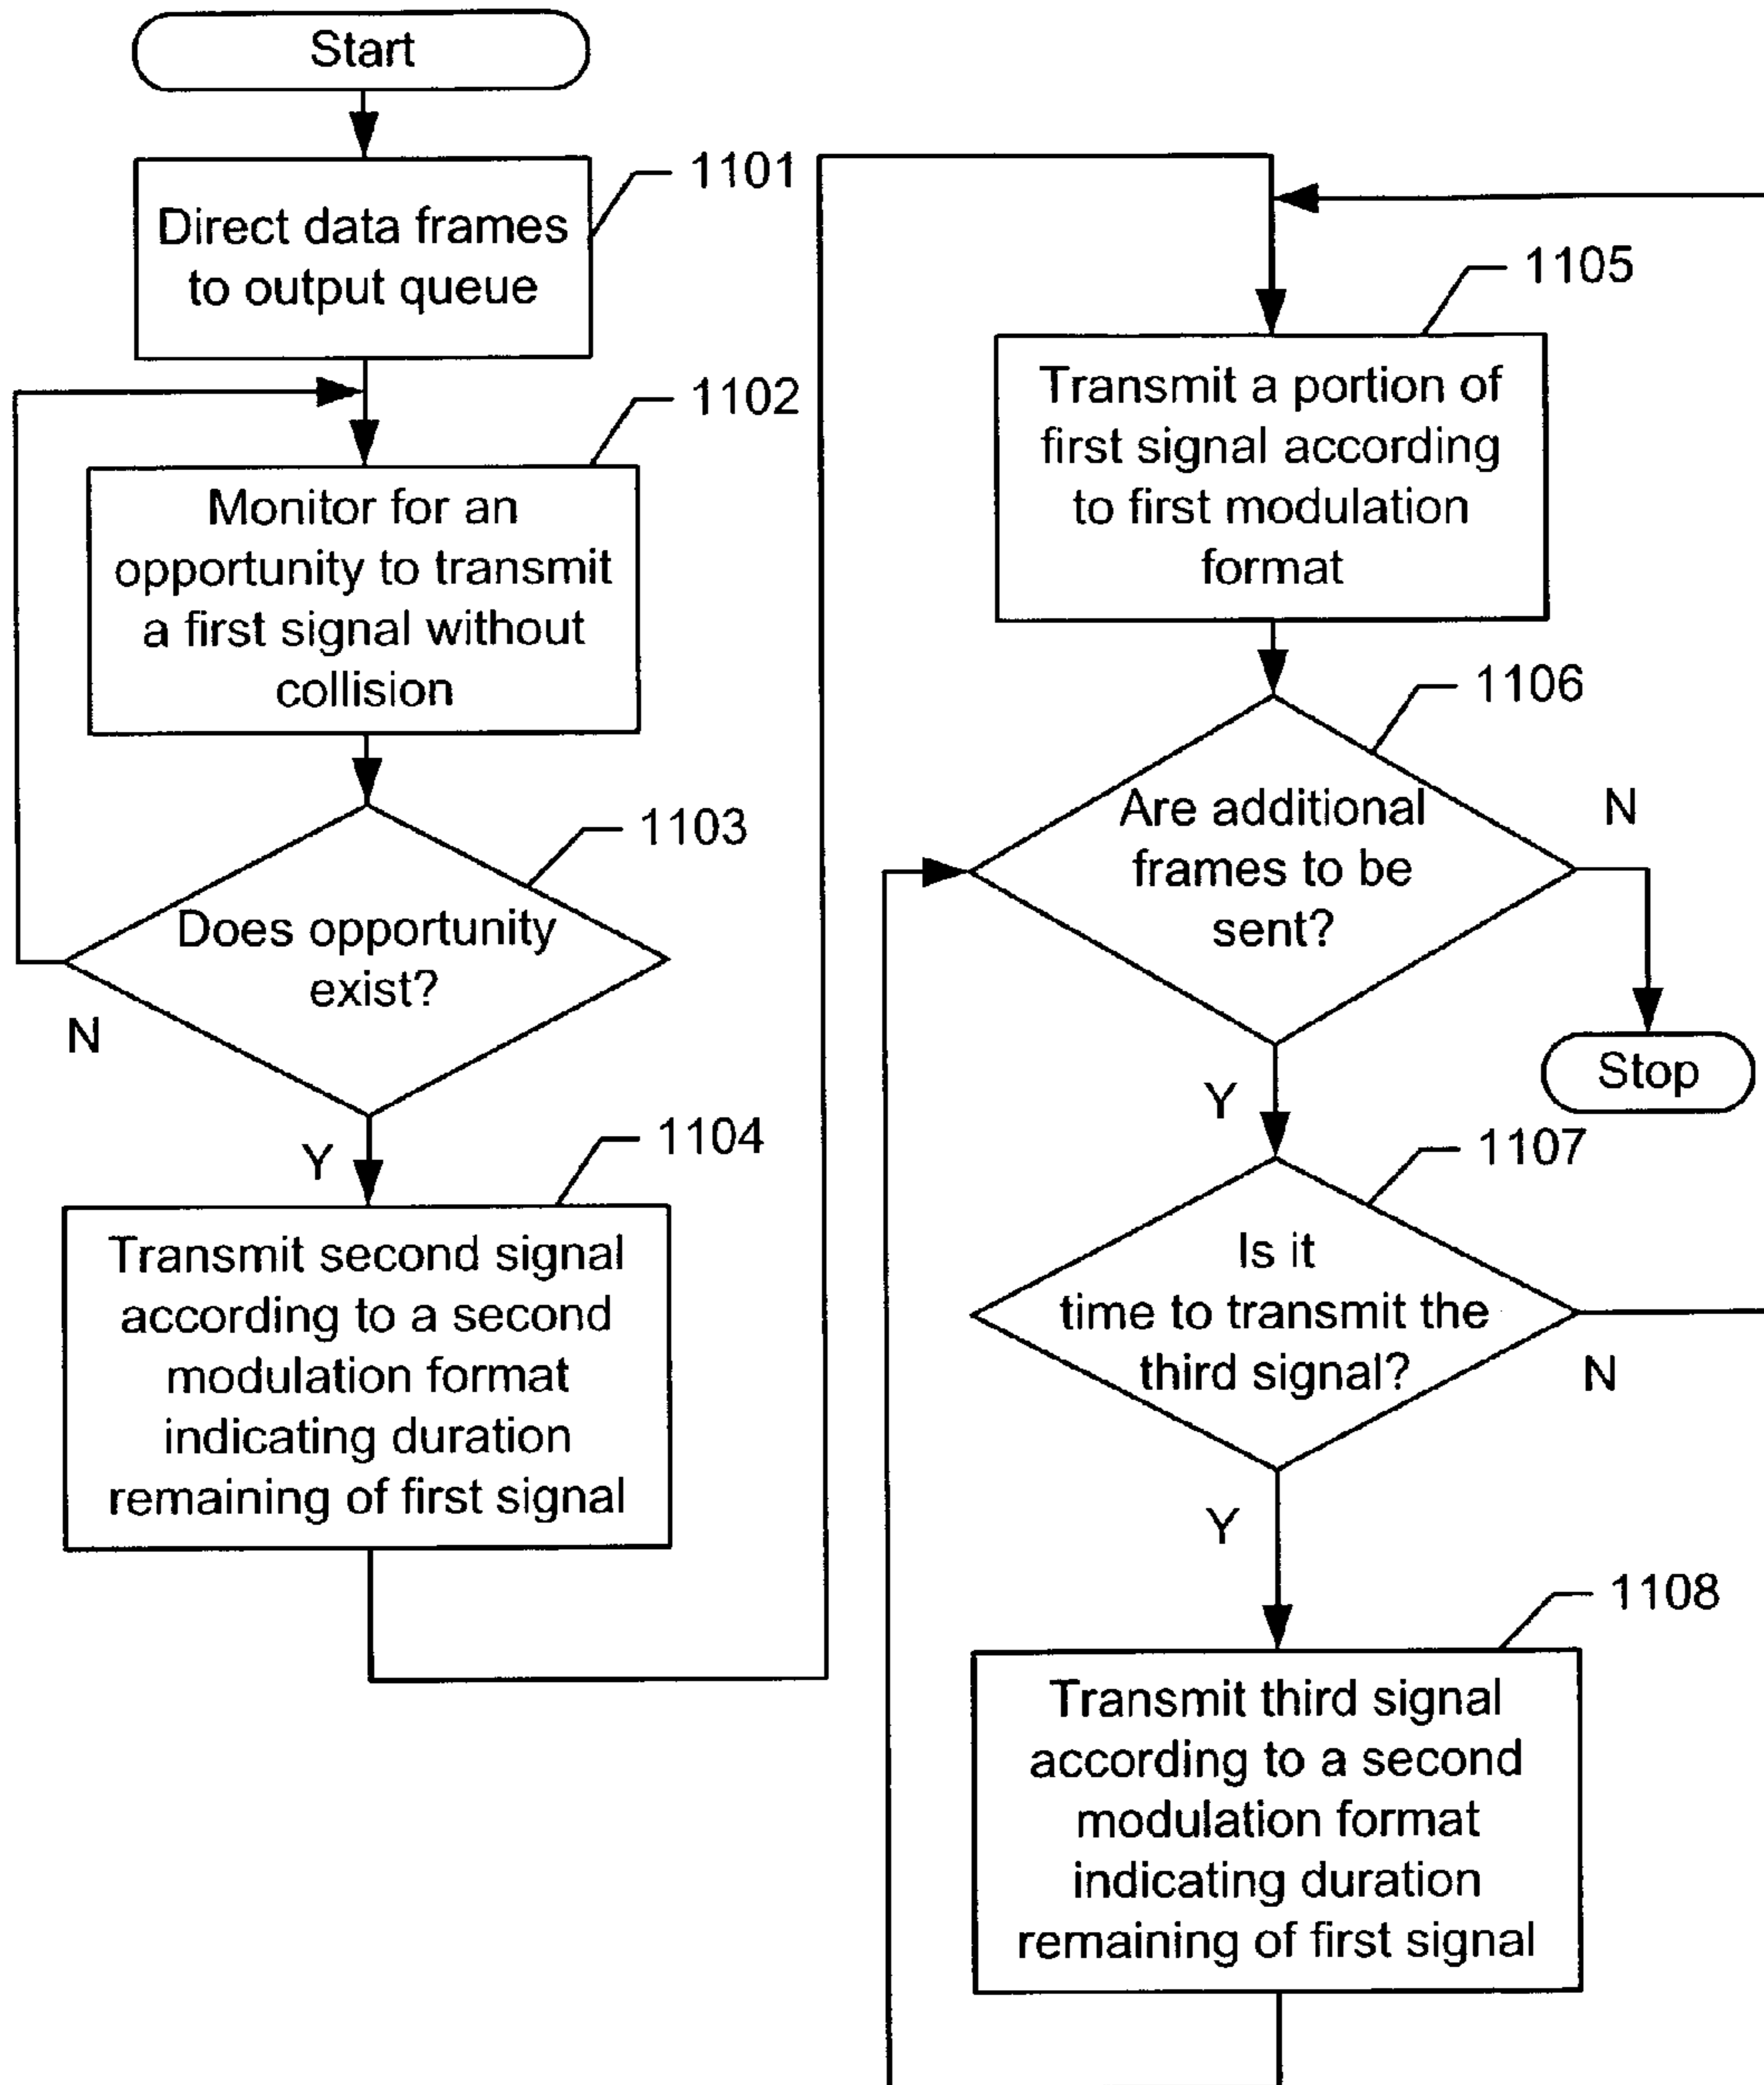 Start
1101
Direct data frames
to output queue
1102
Monitor for an
opportunity to transmit
a first signal without
collision
1103
Does opportunity
exist?
N
Y
1104
Transmit second signal
according to a second
modulation format
indicating duration
remaining of first signal
1105
Transmit a portion of
first signal according
to first modulation
format
1106
Are additional
frames to be
sent?
N
Stop
Y
1107
Is it
time to transmit the
third signal?
N
Y
1108
Transmit third signal
according to a second
modulation format
indicating duration
remaining of first signal